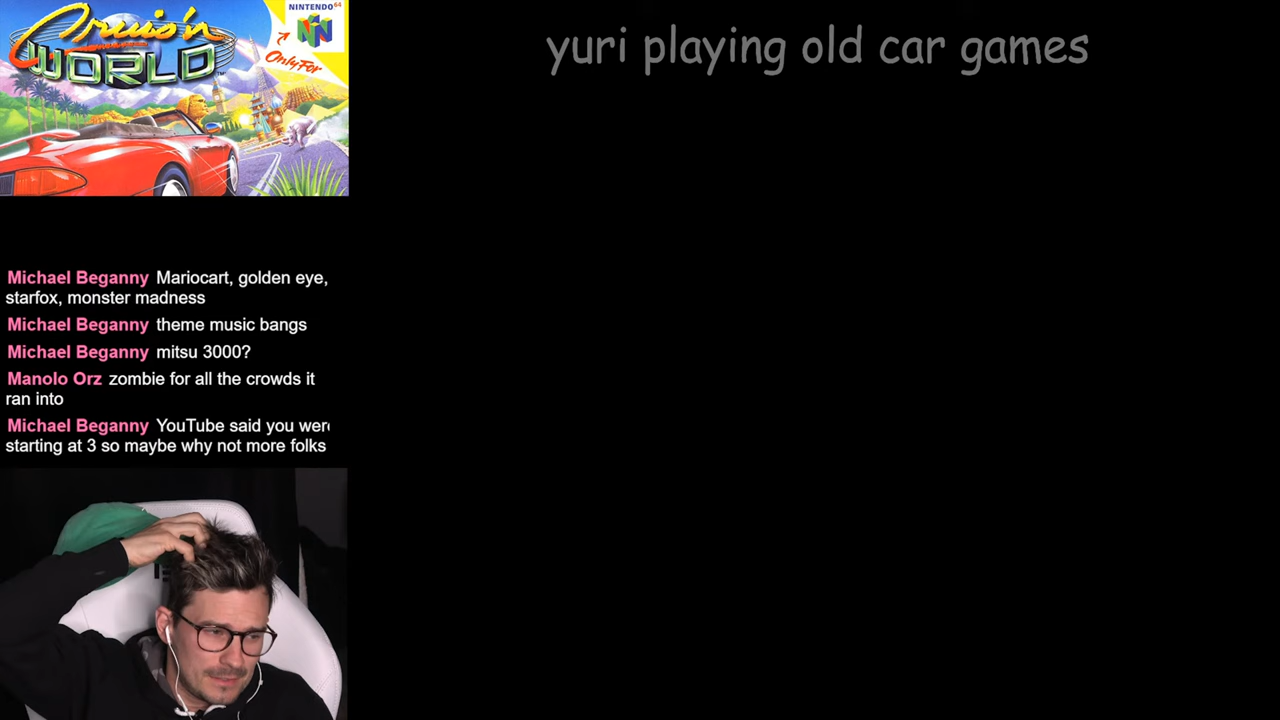 Cruis'n
WORLD
NINTENDO 64
Only For
yuri playing old car games
Michael Beganny Mariocart, golden eye,
starfox, monster madness
Michael Beganny theme music bangs
Michael Beganny mitsu 3000?
Manolo Orz zombie for all the crowds it
ran into
Michael Beganny YouTube said you were
starting at 3 so maybe why not more folks